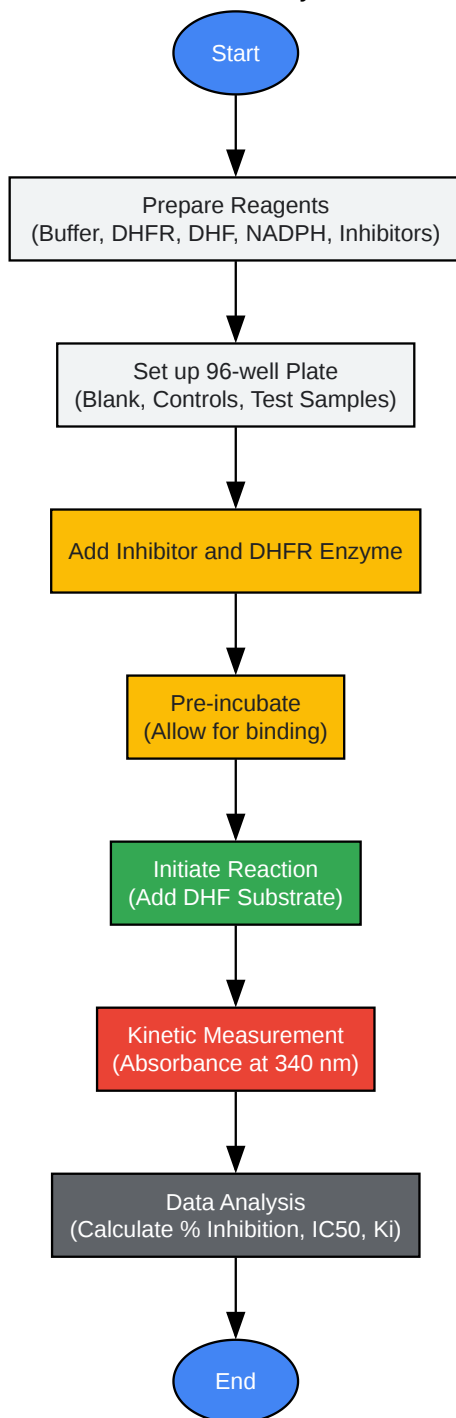 Start
Prepare Reagents
(Buffer, DHFR, DHF, NADPH, Inhibitors)
Set up 96-well Plate
(Blank, Controls, Test Samples)
Add Inhibitor and DHFR Enzyme
Pre-incubate
(Allow for binding)
Initiate Reaction
(Add DHF Substrate)
Kinetic Measurement
(Absorbance at 340 nm)
Data Analysis
(Calculate % Inhibition, IC50, Ki)
End